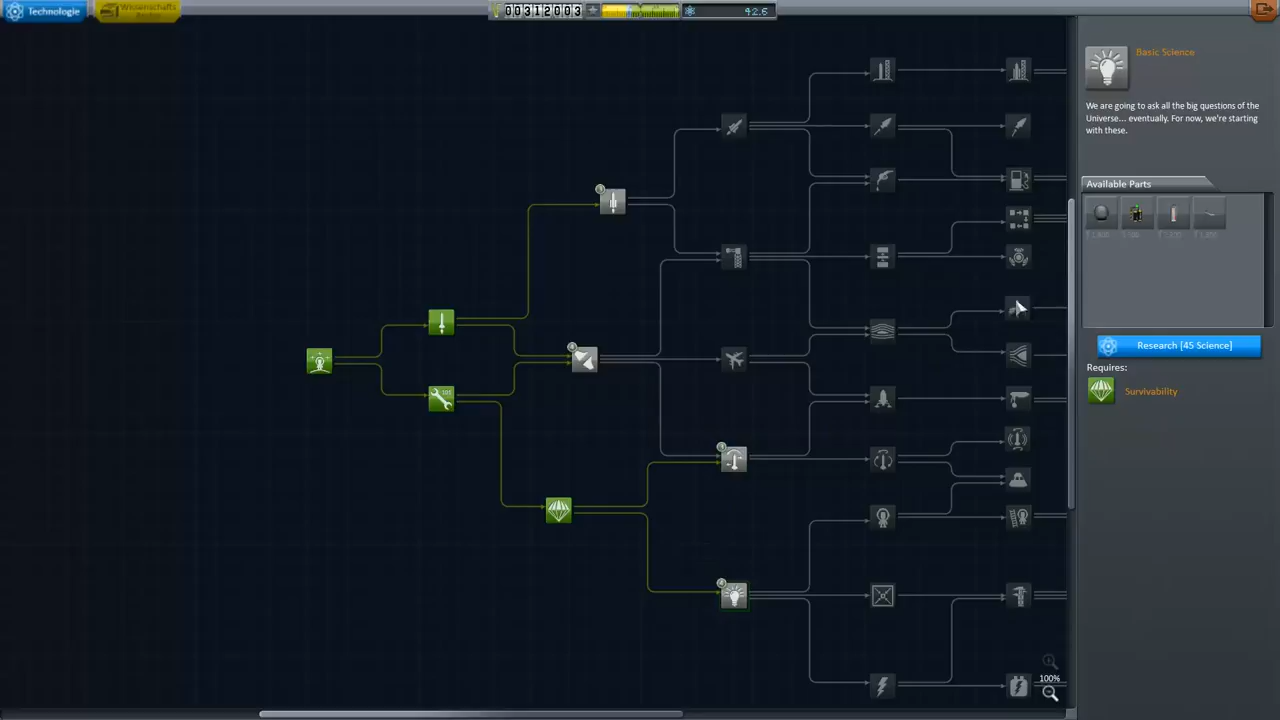 Technologie
Wissenschafts
00312003
42.6
Basic Science
We are going to ask all the big questions of the
Universe... eventually. For now, we're starting
with these.
Available Parts
Research [45 Science]
Requires:
Survivability
100%